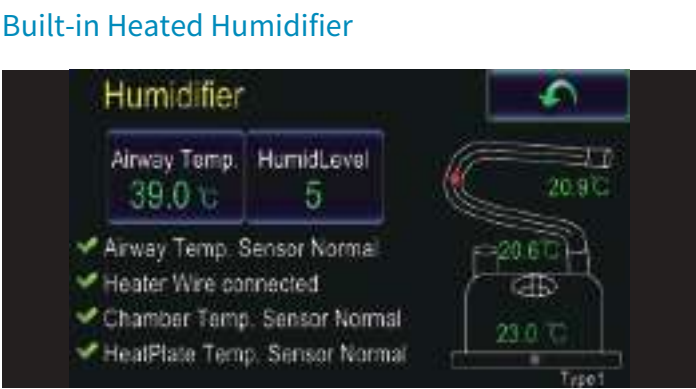 Built-in Heated Humidifier
Humidifier
Airway Temp. HumidLevel
39.0 ℃ 5
20.9℃
Airway Temp. Sensor Normal
20.6℃
Heater Wire connected
Chamber Temp. Sensor Normal
23.0 ℃
HeatPlate Temp. Sensor Normal
Type1